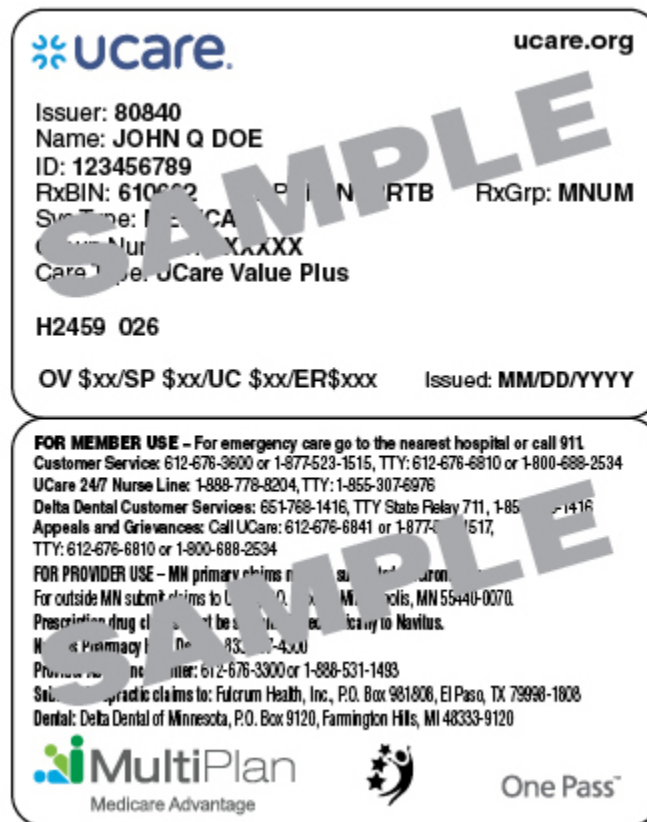 ucare.
ucare.org
Issuer: 80840
Name: JOHN Q DOE
ID: 123456789
RxBIN: RTB RxGrp: MNUM
XXXXX
UCare Value Plus
SAMPLE
H2459 026
OV $xx/SP $xx/UC $xx/ER$xxx Issued: MM/DD/YYYY
FOR MEMBER USE – For emergency care go to the nearest hospital or call 911.
Customer Service: 612-676-3600 or 1-877-523-1515, TTY: 612-676-6810 or 1-800-688-2534
UCare 24/7 Nurse Line: 1-888-778-8204, TTY: 1-855-307-6976
Delta Dental Customer Services: 651-768-1416, TTY State Relay 711,
Appeals and Grievances: Call UCare: 612-676-6841 or
TTY: 612-676-6810 or 1-800-688-2534
FOR PROVIDER USE – MN primary claims
For outside MN submit claims to MN 55440-0070.
Prescription drug be to Navitus.
Pharmacy
612-676-3300 or 1-888-531-1493
claims to: Fulcrum Health, Inc., P.O. Box 981808, El Paso, TX 79998-1808
Dental: Delta Dental of Minnesota, P.O. Box 9120, Farmington Hills, MI 48333-9120
SAMPLE
MultiPlan
Medicare Advantage
One Pass™